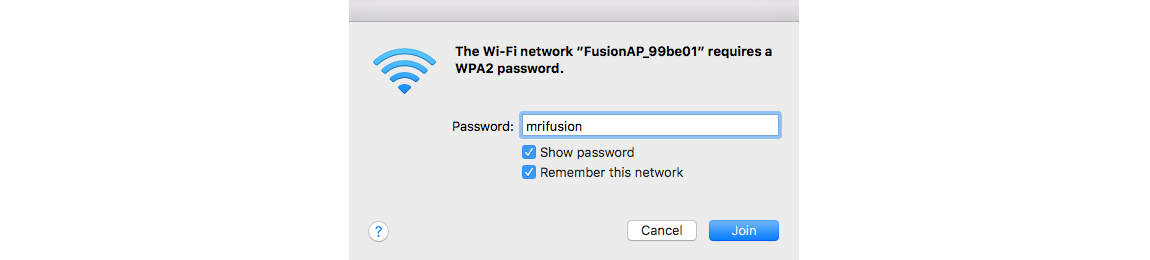 The Wi-Fi network “FusionAP_99be01” requires a
WPA2 password.
Password: mrifusion
Show password
Remember this network
? Cancel Join